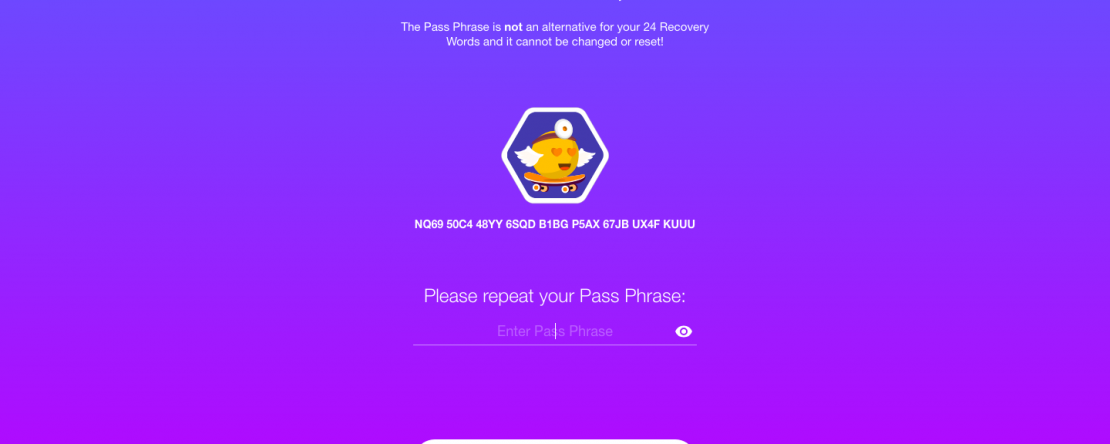 The Pass Phrase is not an alternative for your 24 Recovery
Words and it cannot be changed or reset!
NQ69 50C4 48YY 6SQD B1BG P5AX 67JB UX4F KUUU
Please repeat your Pass Phrase:
Enter Pass Phrase